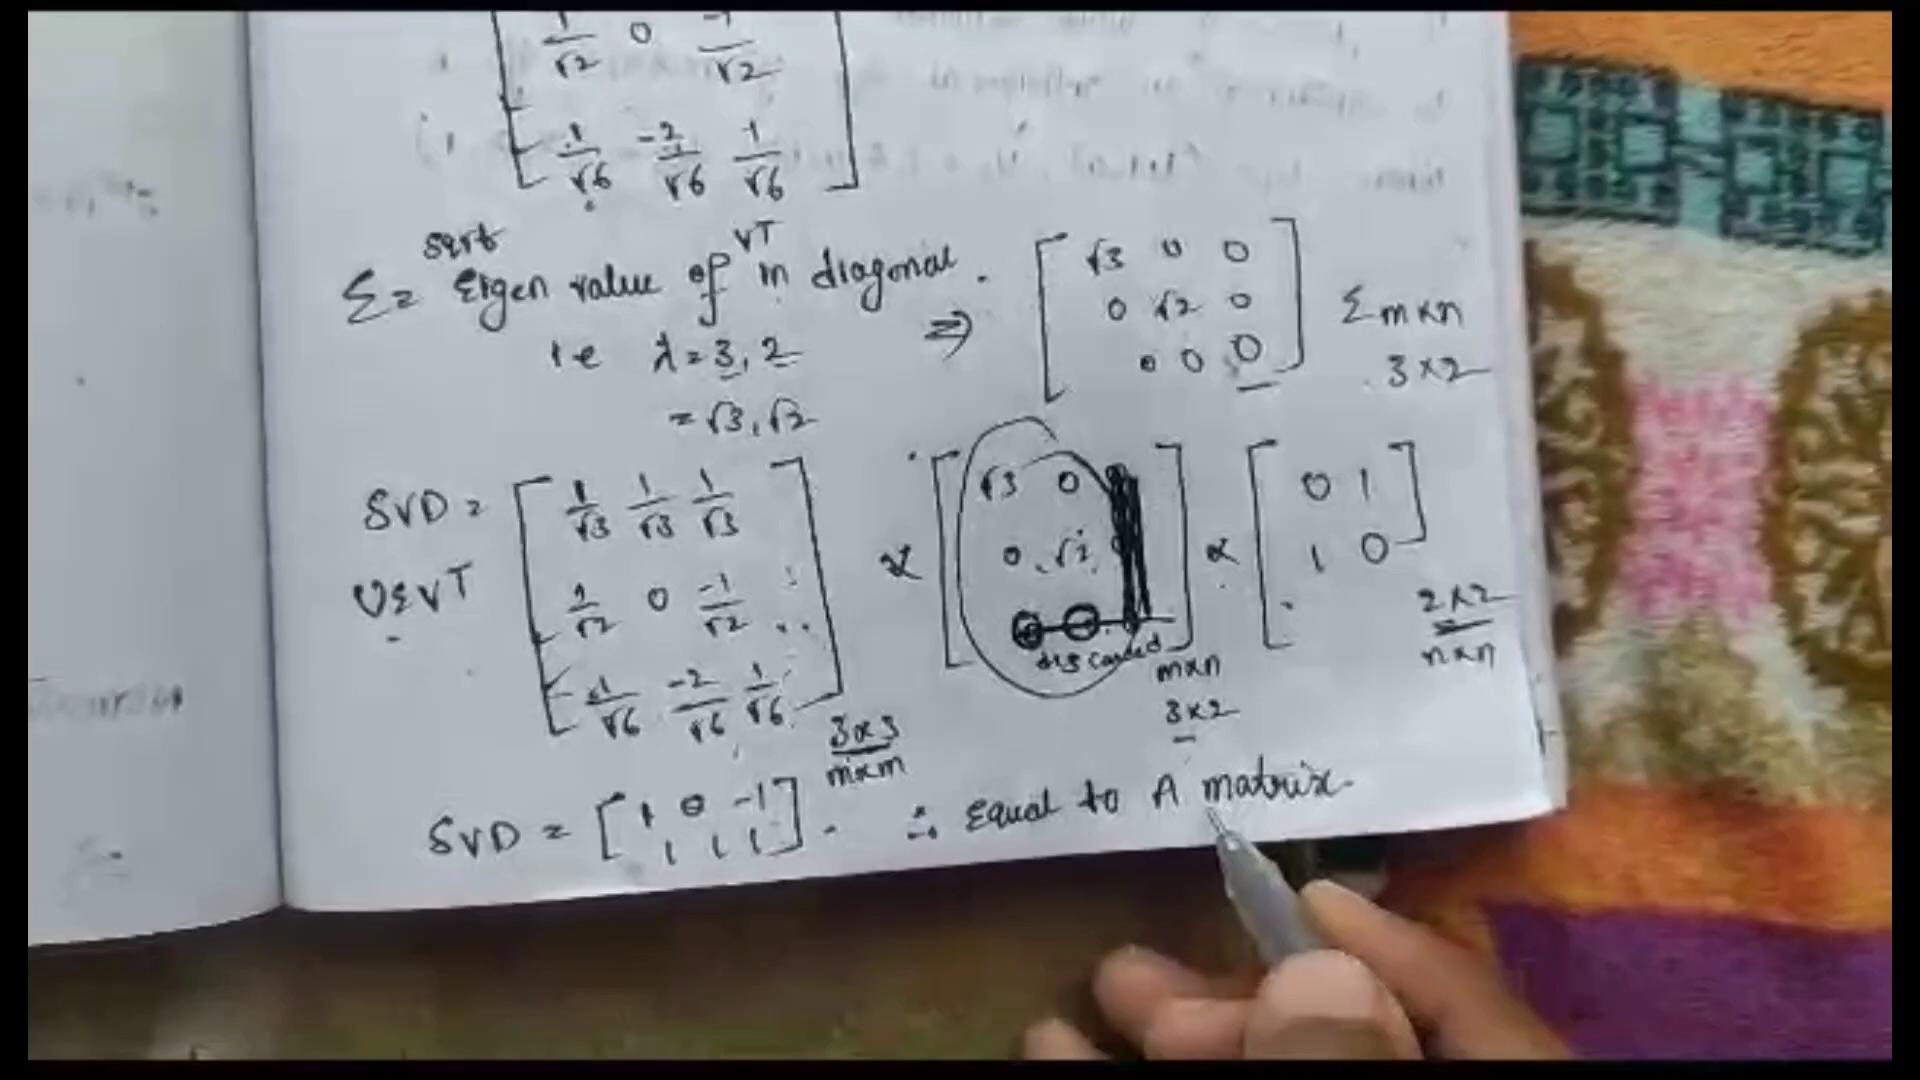 1/√2 0 -1/√2
1/√6 -2/√6 1/√6
sqrt VT
Σ = Eigen value of in diagonal.
i.e λ = 3, 2
= √3, √2
⇒
√3 0 0
0 √2 0
0 0 0
Σ m×n
3×2
SVD =
UΣVT
1/√3 1/√3 1/√3
1/√2 0 -1/√2
1/√6 -2/√6 1/√6
3×3
m×m
×
√3 0
0 √2
discarded
m×n
3×2
×
0 1
1 0
2×2
n×n
SVD = [1 0 -1
1 1 1]. ∴ Equal to A matrix.